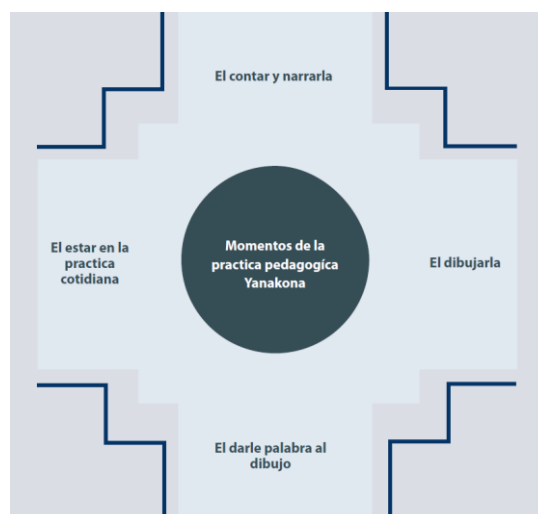 El contar y narrarla
El estar en la
practica
cotidiana
Momentos de la
practica pedagogíca
Yanakona
El dibujarla
El darle palabra al
dibujo